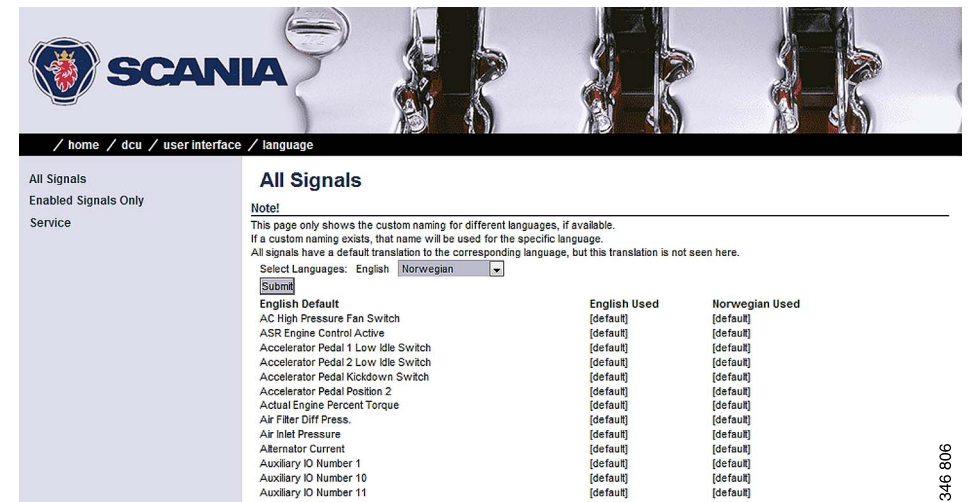 SCANIA
/ home / dcu / user interface / language
All Signals
Enabled Signals Only
Service
All Signals
Note!
This page only shows the custom naming for different languages, if available.
If a custom naming exists, that name will be used for the specific language.
All signals have a default translation to the corresponding language, but this translation is not seen here.
Select Languages: English Norwegian
Submit
English Default English Used Norwegian Used
AC High Pressure Fan Switch [default] [default]
ASR Engine Control Active [default] [default]
Accelerator Pedal 1 Low Idle Switch [default] [default]
Accelerator Pedal 2 Low Idle Switch [default] [default]
Accelerator Pedal Kickdown Switch [default] [default]
Accelerator Pedal Position 2 [default] [default]
Actual Engine Percent Torque [default] [default]
Air Filter Diff Press. [default] [default]
Air Inlet Pressure [default] [default]
Alternator Current [default] [default]
Auxiliary IO Number 1 [default] [default]
Auxiliary IO Number 10 [default] [default]
Auxiliary IO Number 11 [default] [default]
346 806